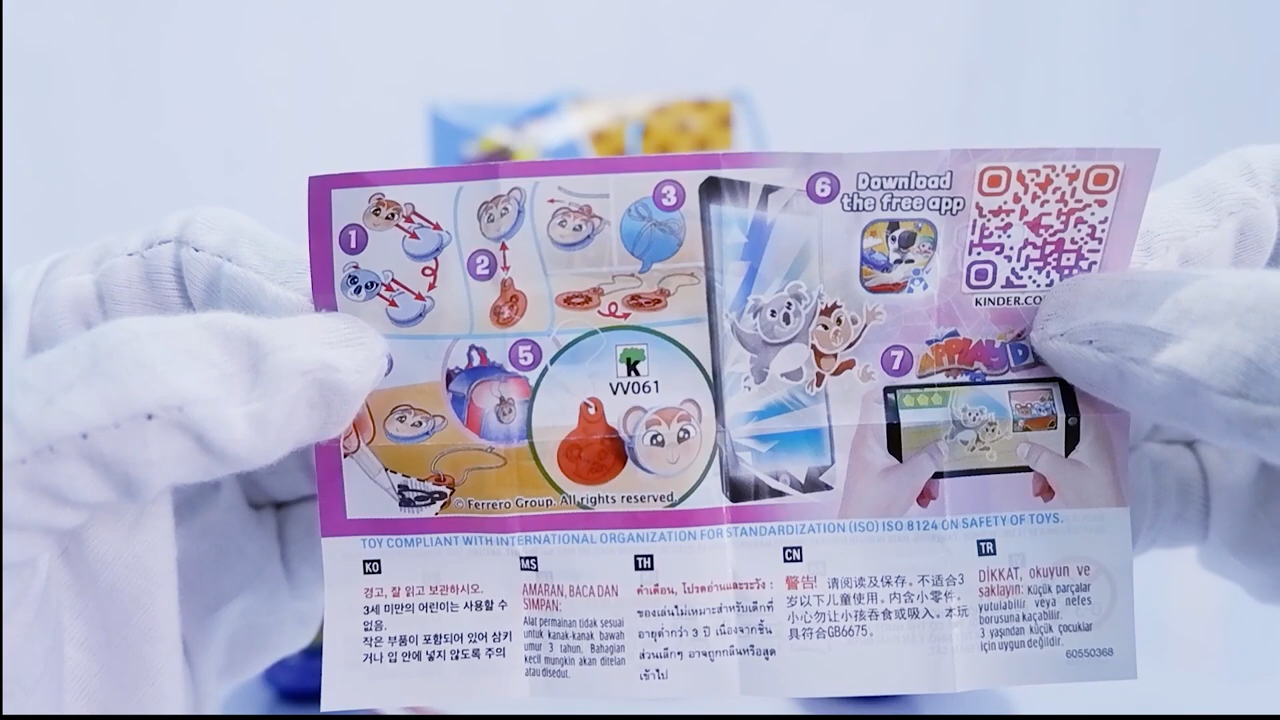 1
2
3
5
k
VV061
© Ferrero Group. All rights reserved.
6
Download
the free app
KINDER.CO
7
APPLAYD
TOY COMPLIANT WITH INTERNATIONAL ORGANIZATION FOR STANDARDIZATION (ISO) ISO 8124 ON SAFETY OF TOYS.
KO
경고, 잘 읽고 보관하시오.
3세 미만의 어린이는 사용할 수
없음.
작은 부품이 포함되어 있어 삼키
거나 입 안에 넣지 않도록 주의
MS
AMARAN, BACA DAN
SIMPAN:
Alat permainan tidak sesuai
untuk kanak-kanak bawah
umur 3 tahun. Bahagian
kecil mungkin akan ditelan
atau disedut.
TH
คำเตือน, โปรดอ่านและระวัง :
ของเล่นไม่เหมาะสำหรับเด็กที่
อายุต่ำกว่า 3 ปี เนื่องจากชิ้น
ส่วนเล็กๆ อาจถูกกลืนหรือสูด
เข้าไป
CN
警告! 请阅读及保存。不适合3
岁以下儿童使用。内含小零件。
小心勿让小孩吞食或吸入。本玩
具符合GB6675。
TR
DİKKAT, okuyun ve
saklayın: Küçük parçalar
yutulabilir veya nefes
borusuna kaçabilir.
3 yaşından küçük çocuklar
için uygun değildir.
60550368